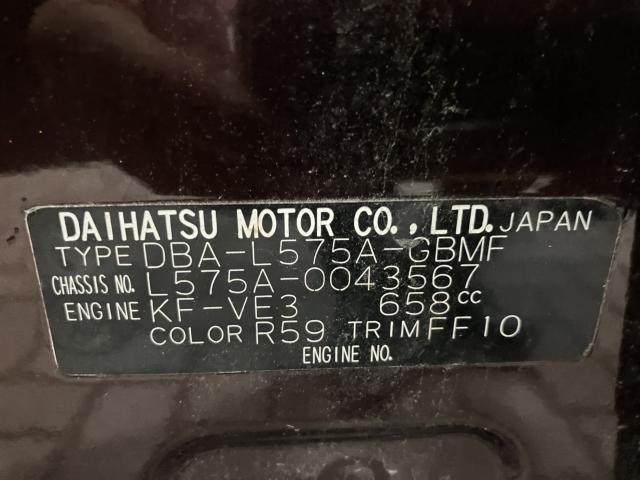 DAIHATSU MOTOR CO.,LTD. JAPAN
TYPE DBA-L575A-GBMF
CHASSIS NO. L575A-0043567
ENGINE KF-VE3 658cc
COLOR R59 TRIM FF10
ENGINE NO.